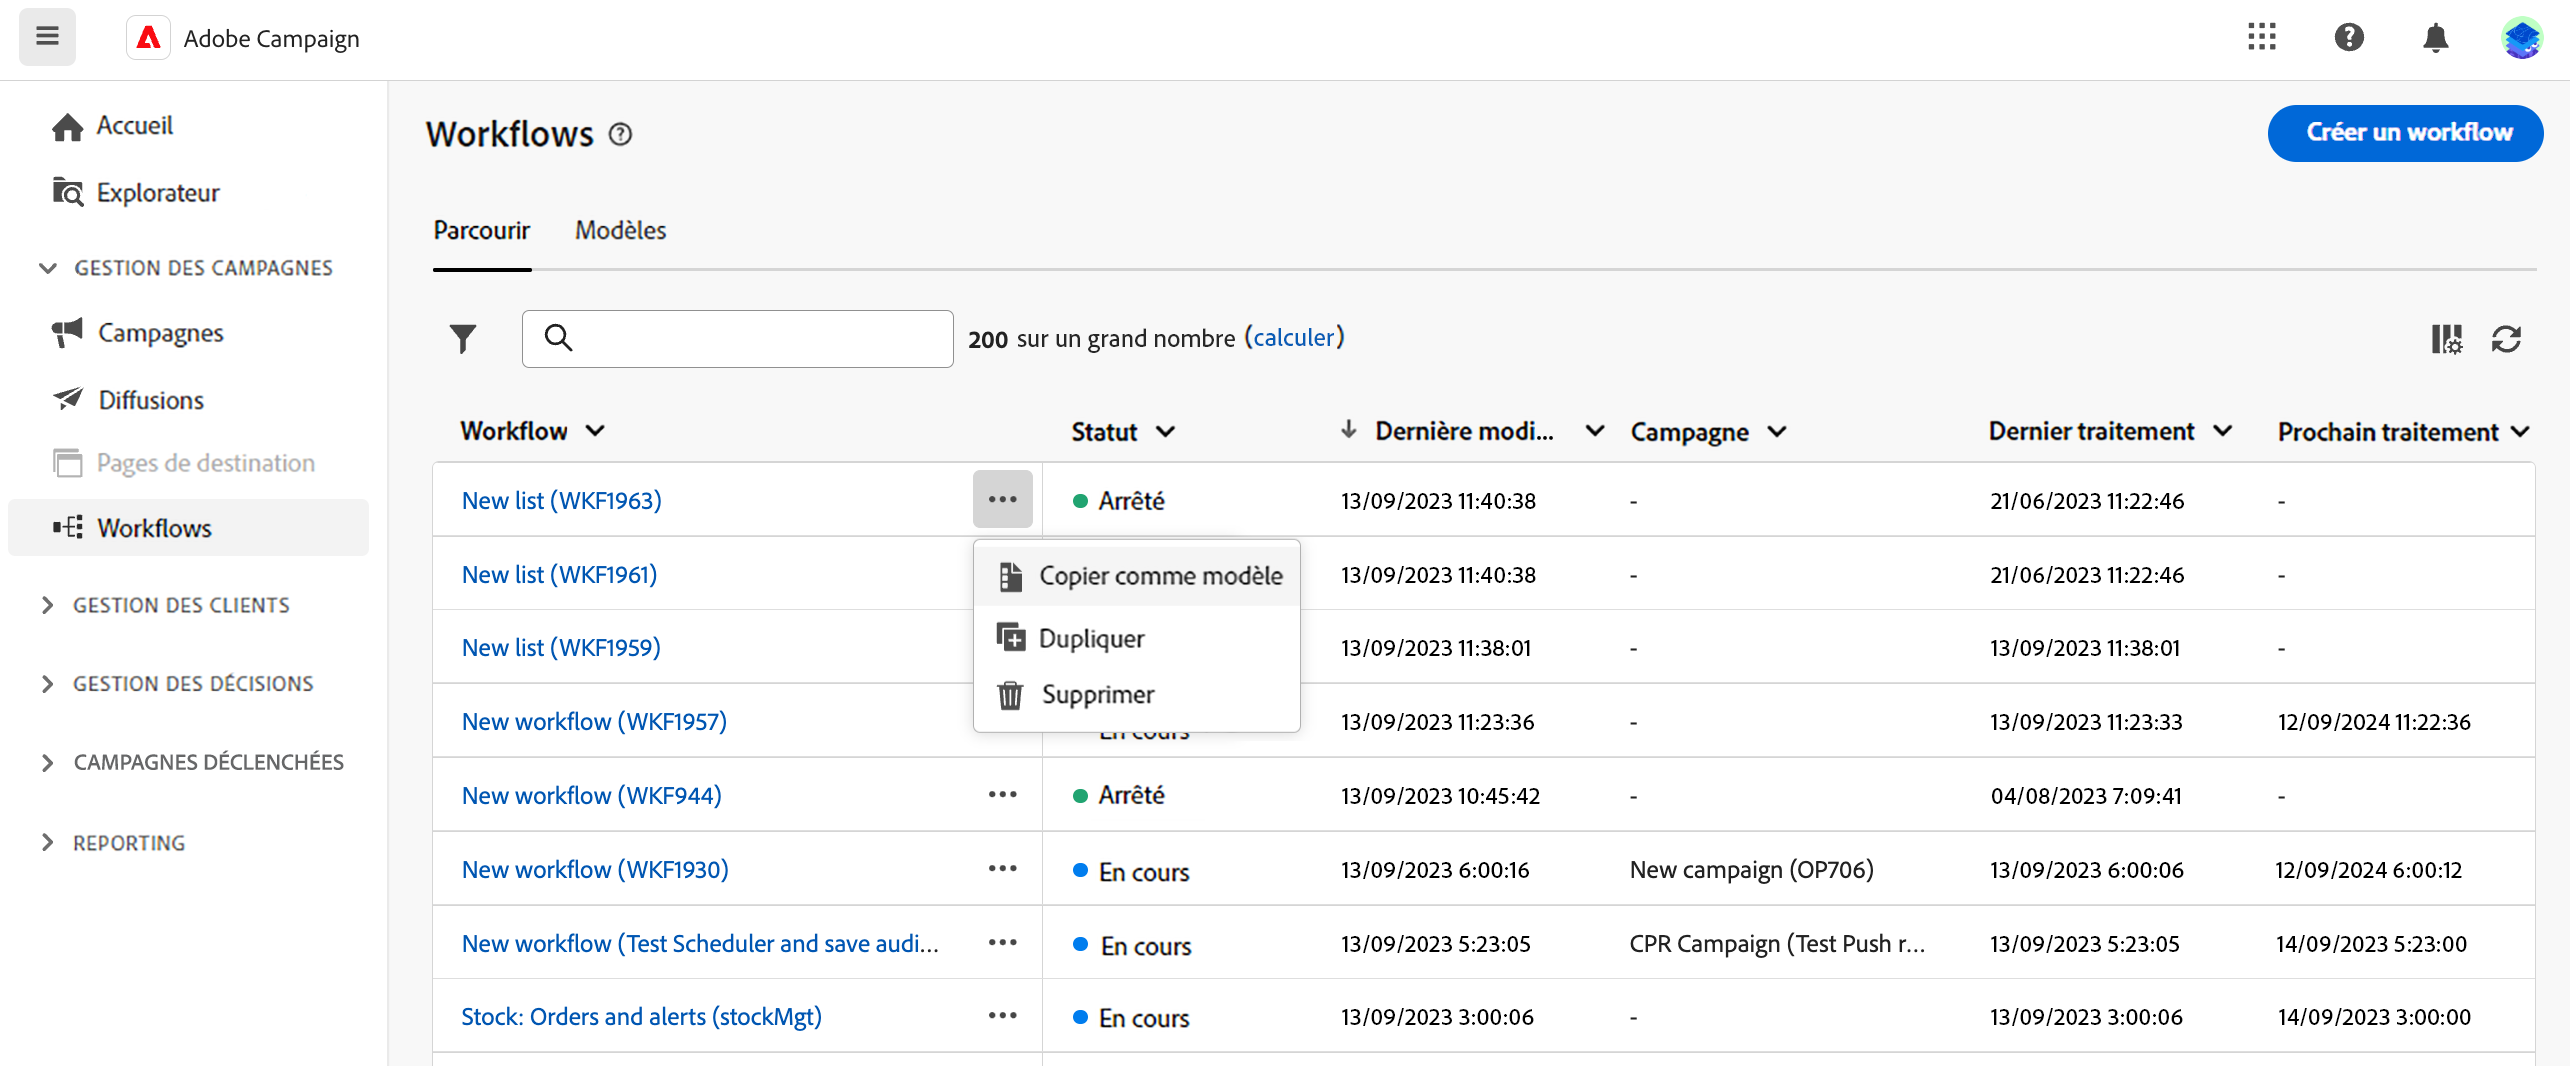 Adobe Campaign
Accueil
Explorateur
GESTION DES CAMPAGNES
Campagnes
Diffusions
Pages de destination
Workflows
GESTION DES CLIENTS
GESTION DES DÉCISIONS
CAMPAGNES DÉCLENCHÉES
REPORTING
Workflows
Créer un workflow
Parcourir Modèles
200 sur un grand nombre (calculer)
Workflow Statut Dernière modi... Campagne Dernier traitement Prochain traitement
New list (WKF1963) Arrêté 13/09/2023 11:40:38 - 21/06/2023 11:22:46 -
New list (WKF1961) 13/09/2023 11:40:38 - 21/06/2023 11:22:46 -
New list (WKF1959) 13/09/2023 11:38:01 - 13/09/2023 11:38:01 -
New workflow (WKF1957) En cours 13/09/2023 11:23:36 - 13/09/2023 11:23:33 12/09/2024 11:22:36
New workflow (WKF944) Arrêté 13/09/2023 10:45:42 - 04/08/2023 7:09:41 -
New workflow (WKF1930) En cours 13/09/2023 6:00:16 New campaign (OP706) 13/09/2023 6:00:06 12/09/2024 6:00:12
New workflow (Test Scheduler and save audi... En cours 13/09/2023 5:23:05 CPR Campaign (Test Push r... 13/09/2023 5:23:05 14/09/2023 5:23:00
Stock: Orders and alerts (stockMgt) En cours 13/09/2023 3:00:06 - 13/09/2023 3:00:06 14/09/2023 3:00:00
Copier comme modèle
Dupliquer
Supprimer